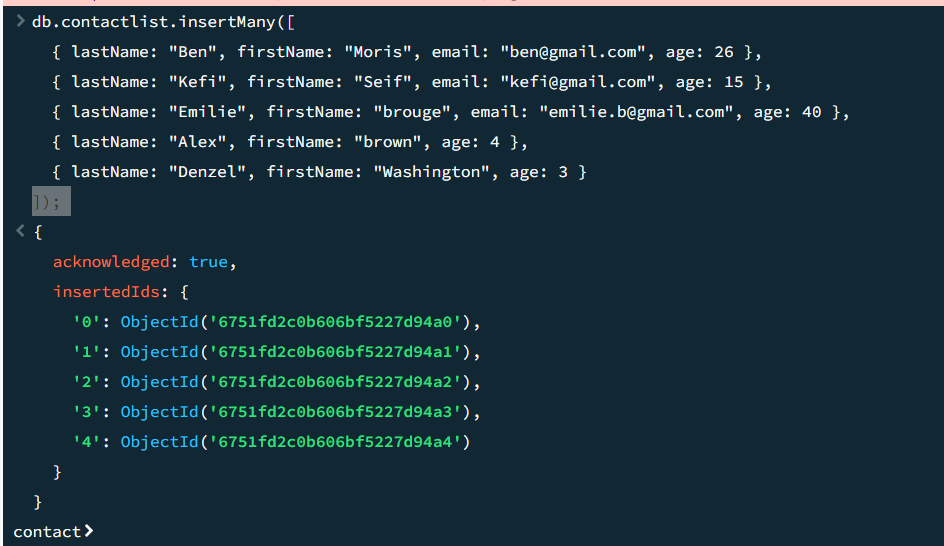 db.contactlist.insertMany([
{ lastName: "Ben", firstName: "Moris", email: "ben@gmail.com", age: 26 },
{ lastName: "Kefi", firstName: "Seif", email: "kefi@gmail.com", age: 15 },
{ lastName: "Emilie", firstName: "brouge", email: "emilie.b@gmail.com", age: 40 },
{ lastName: "Alex", firstName: "brown", age: 4 },
{ lastName: "Denzel", firstName: "Washington", age: 3 }
]);
{
acknowledged: true,
insertedIds: {
'0': ObjectId('6751fd2c0b606bf5227d94a0'),
'1': ObjectId('6751fd2c0b606bf5227d94a1'),
'2': ObjectId('6751fd2c0b606bf5227d94a2'),
'3': ObjectId('6751fd2c0b606bf5227d94a3'),
'4': ObjectId('6751fd2c0b606bf5227d94a4')
}
}
contact>